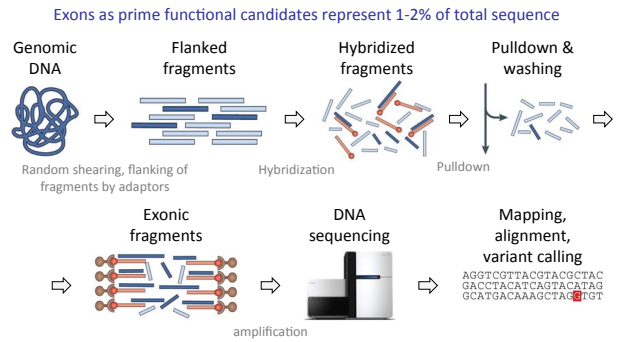 Exons as prime functional candidates represent 1-2% of total sequence
Genomic
DNA
Flanked
fragments
Hybridized
fragments
Pulldown &
washing
Random shearing, flanking of
fragments by adaptors
Hybridization
Pulldown
Exonic
fragments
DNA
sequencing
Mapping,
alignment,
variant calling
AGGTCGTTACGTACGCTAC
GACCTACATCAGTACATAG
GCATGACAAAGCTAGGTGT
amplification